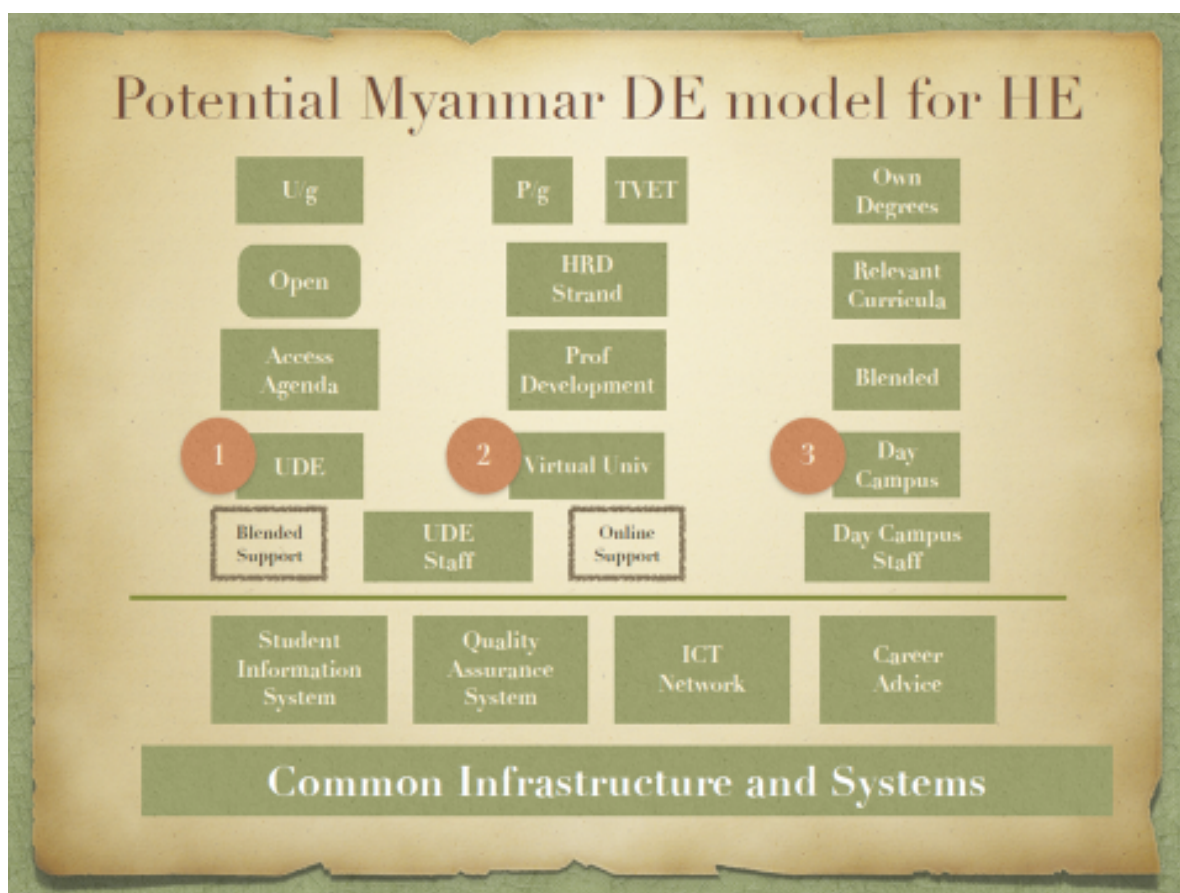 Potential Myanmar DE model for HE
U/g
P/g
TVET
Own
Degrees
Open
HRD
Strand
Relevant
Curricula
Access
Agenda
Prof
Development
Blended
1
UDE
2
Virtual Univ
3
Day
Campus
Blended
Support
UDE
Staff
Online
Support
Day Campus
Staff
Student
Information
System
Quality
Assurance
System
ICT
Network
Career
Advice
Common Infrastructure and Systems